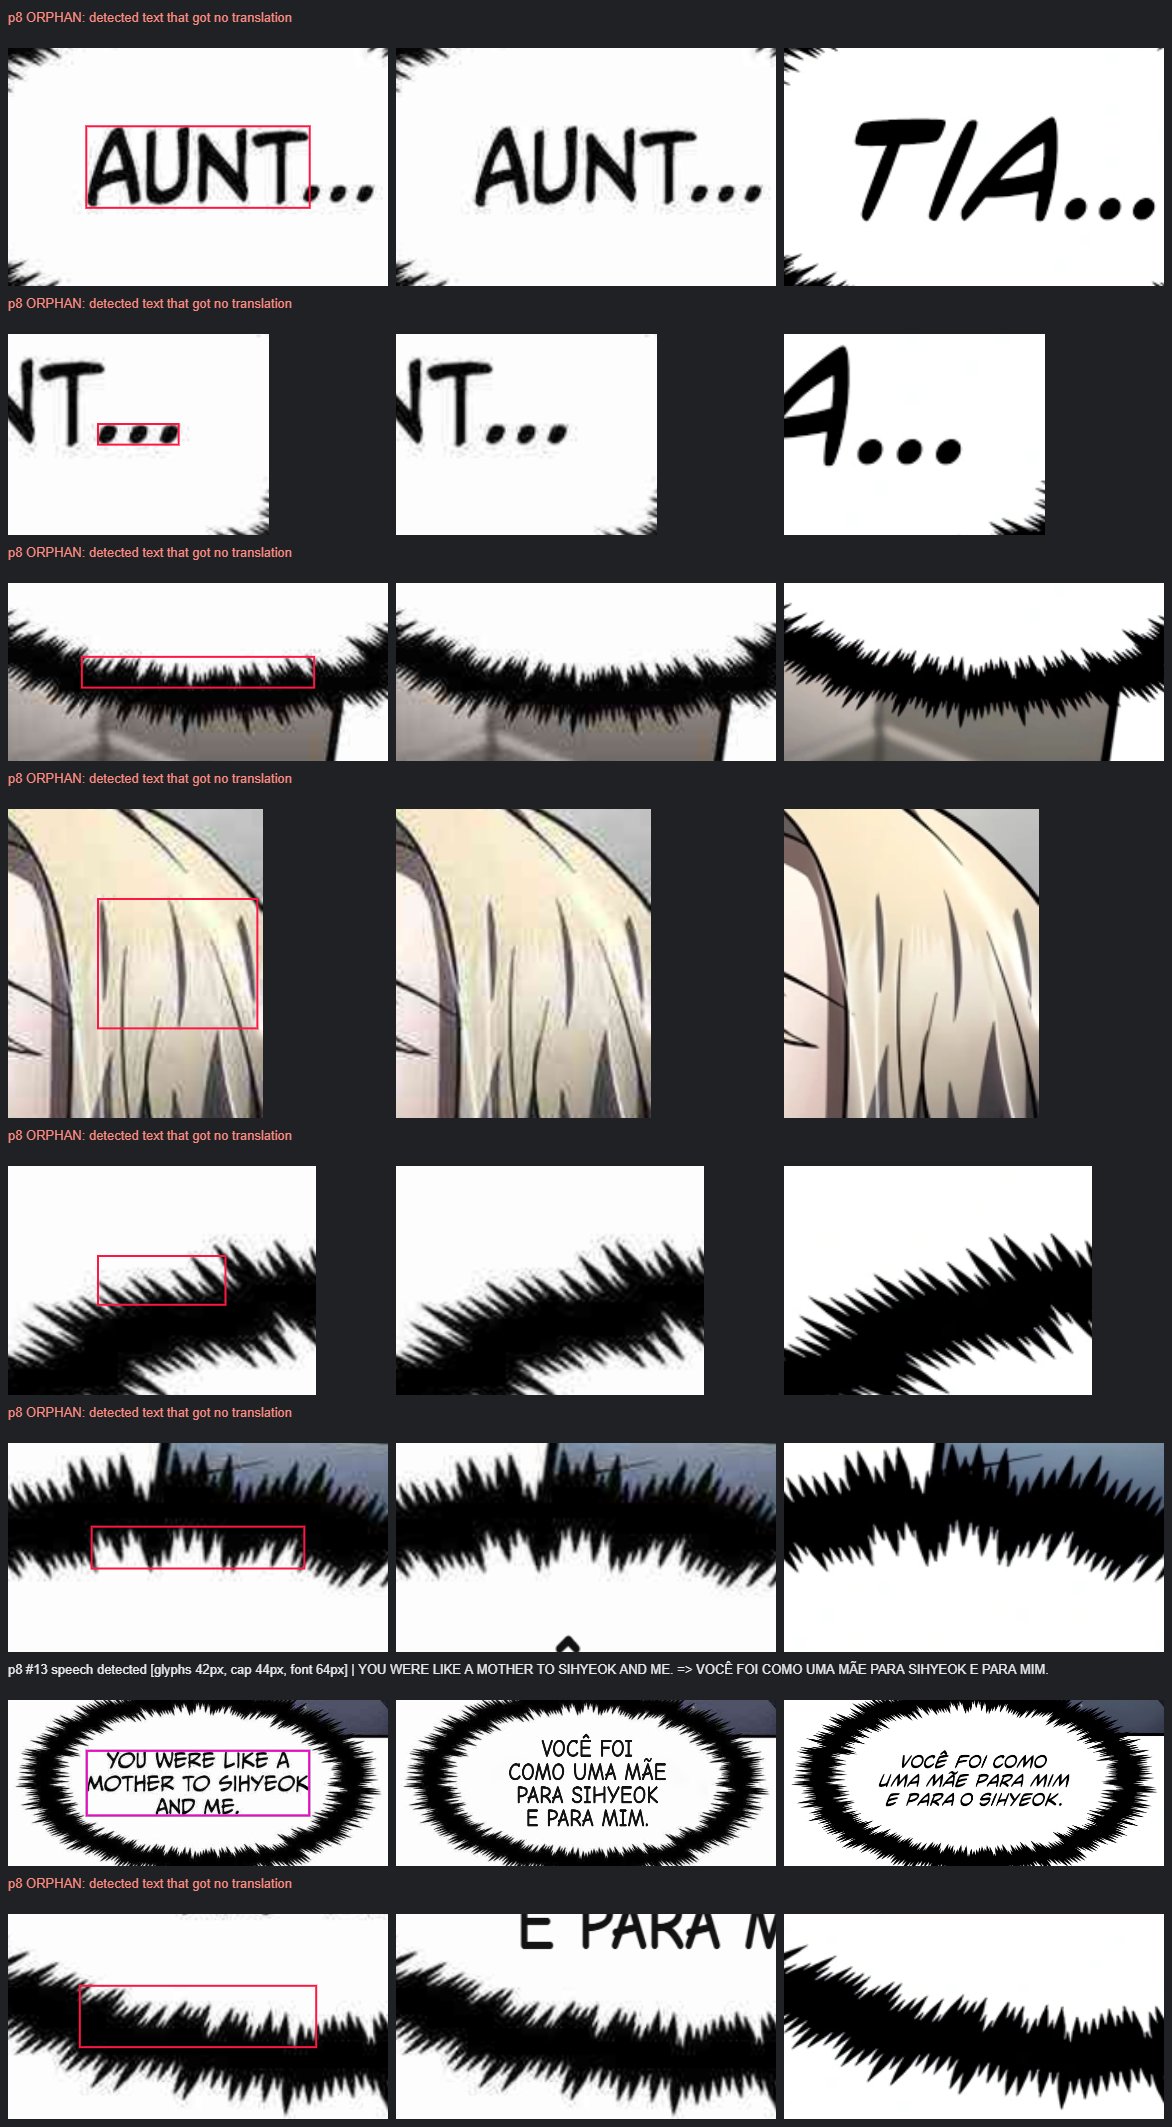 p8 ORPHAN: detected text that got no translation
AUNT...
AUNT...
TIA...
p8 ORPHAN: detected text that got no translation
NT...
NT...
A...
p8 ORPHAN: detected text that got no translation
p8 ORPHAN: detected text that got no translation
p8 ORPHAN: detected text that got no translation
p8 ORPHAN: detected text that got no translation
p8 #13 speech detected [glyphs 42px, cap 44px, font 64px] | YOU WERE LIKE A MOTHER TO SIHYEOK AND ME. => VOCÊ FOI COMO UMA MÃE PARA SIHYEOK E PARA MIM.
YOU WERE LIKE A
MOTHER TO SIHYEOK
AND ME.
VOCÊ FOI
COMO UMA MÃE
PARA SIHYEOK
E PARA MIM.
VOCÊ FOI COMO
UMA MÃE PARA MIM
E PARA O SIHYEOK.
p8 ORPHAN: detected text that got no translation
E PARA M